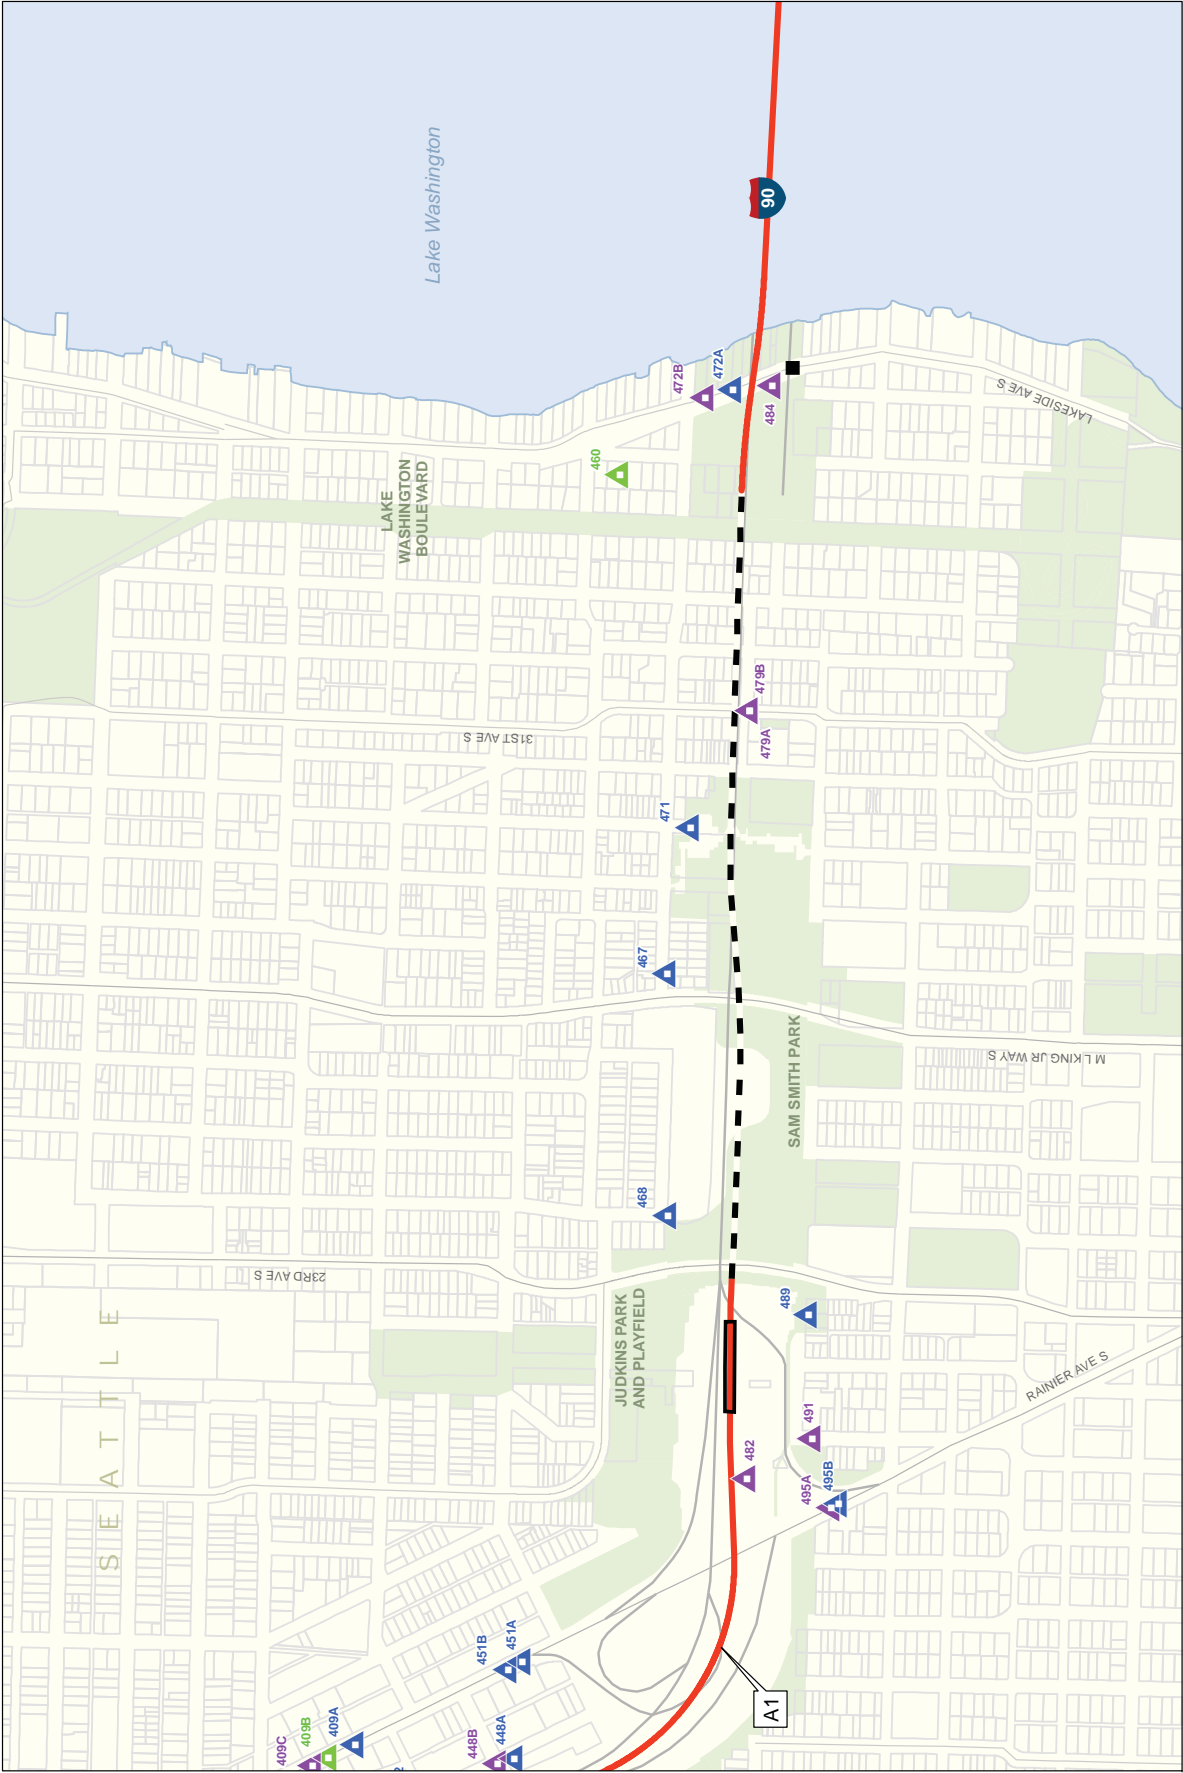 Lake Washington
90
472B
472A
484
LAKESIDE AVE S
460
LAKE
WASHINGTON
BOULEVARD
479B
479A
31ST AVE S
471
467
SAM SMITH PARK
M L KING JR WAY S
468
23RD AVE S
489
JUDKINS PARK
AND PLAYFIELD
SEATTLE
RAINIER AVE S
491
482
495A
495B
451B
451A
A1
409C
409B
409A
448B
448A